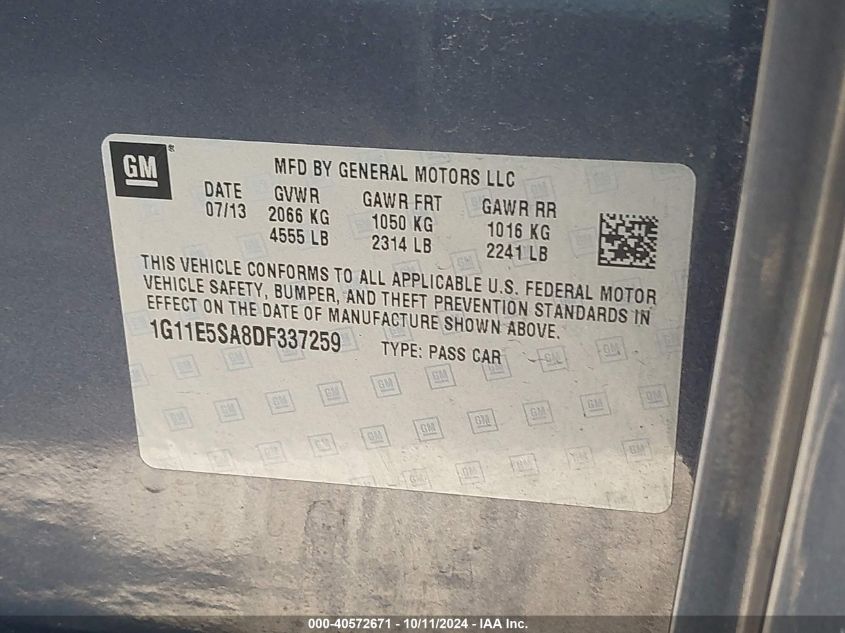 GM®
MFD BY GENERAL MOTORS LLC
DATE GVWR GAWR FRT GAWR RR
07/13 2066 KG 1050 KG 1016 KG
4555 LB 2314 LB 2241 LB
THIS VEHICLE CONFORMS TO ALL APPLICABLE U.S. FEDERAL MOTOR
VEHICLE SAFETY, BUMPER, AND THEFT PREVENTION STANDARDS IN
EFFECT ON THE DATE OF MANUFACTURE SHOWN ABOVE.
1G11E5SA8DF337259 TYPE: PASS CAR
000-40572671 - 10/11/2024 - IAA Inc.